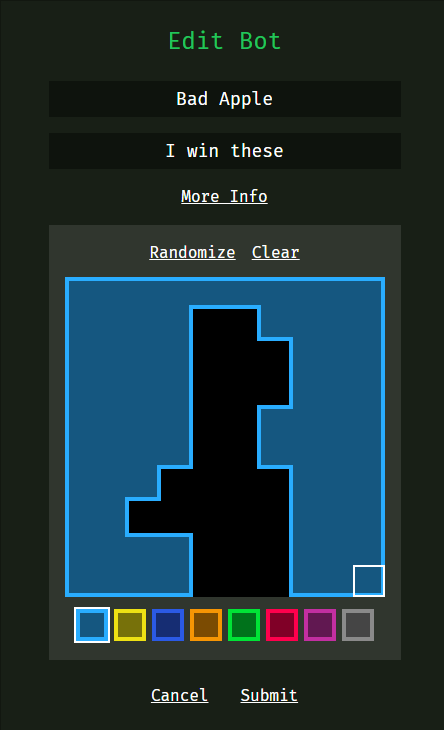 Edit Bot
Bad Apple
I win these
More Info
Randomize Clear
Cancel Submit